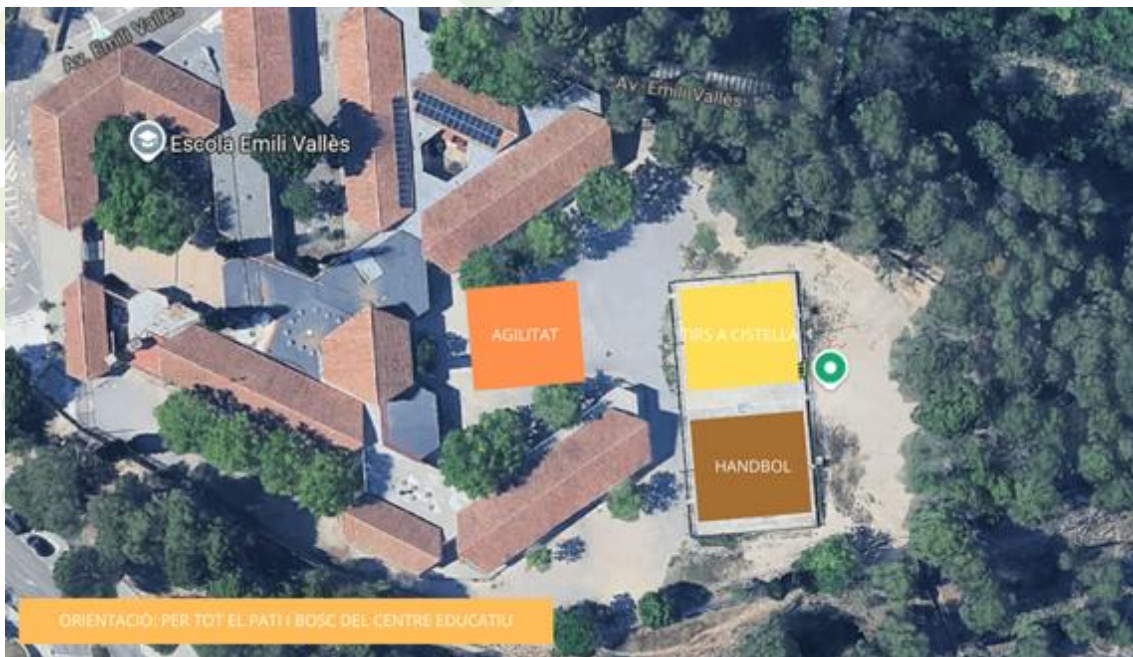 Av. Emili Vallès
Av. Emili Vallès
Escola Emili Vallès
AGILITAT
TIRS A CISTELLA
HANDBOL
ORIENTACIÓ: PER TOT EL PATI I BOSC DEL CENTRE EDUCATIU